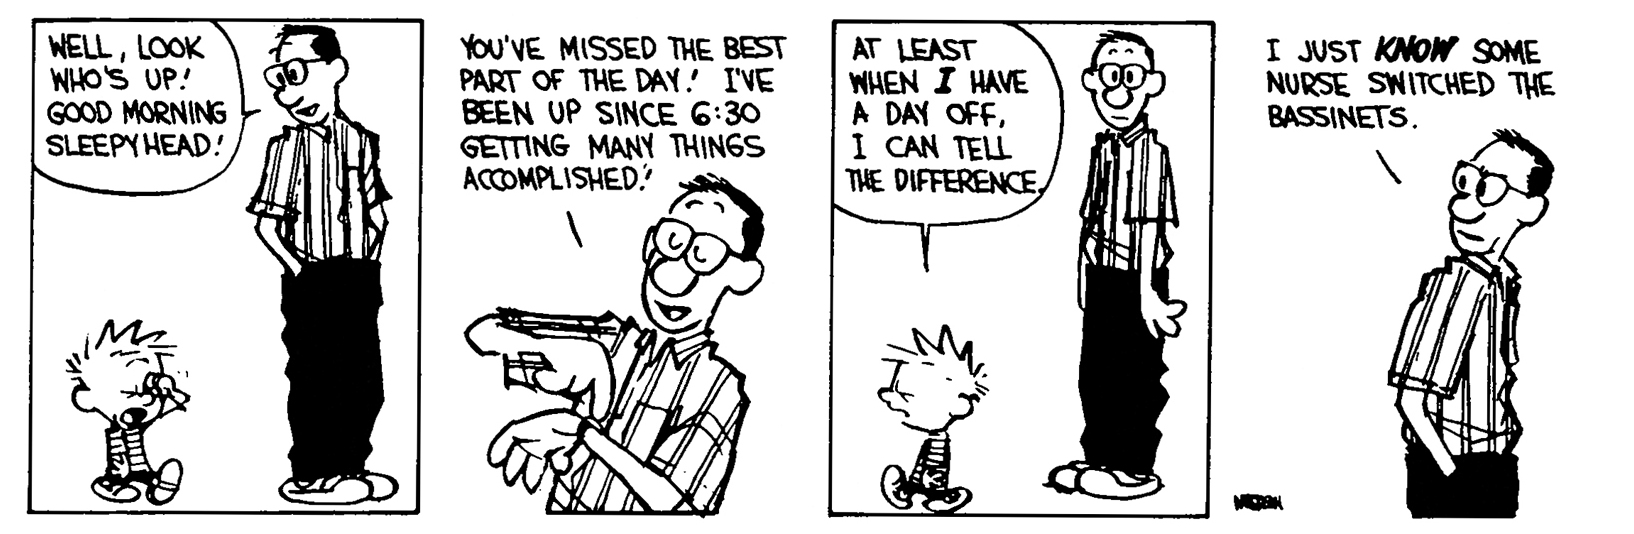 WELL, LOOK
WHO'S UP!
GOOD MORNING
SLEEPYHEAD!
YOU'VE MISSED THE BEST
PART OF THE DAY! I'VE
BEEN UP SINCE 6:30
GETTING MANY THINGS
ACCOMPLISHED!
AT LEAST
WHEN I HAVE
A DAY OFF,
I CAN TELL
THE DIFFERENCE.
I JUST KNOW SOME
NURSE SWITCHED THE
BASSINETS.